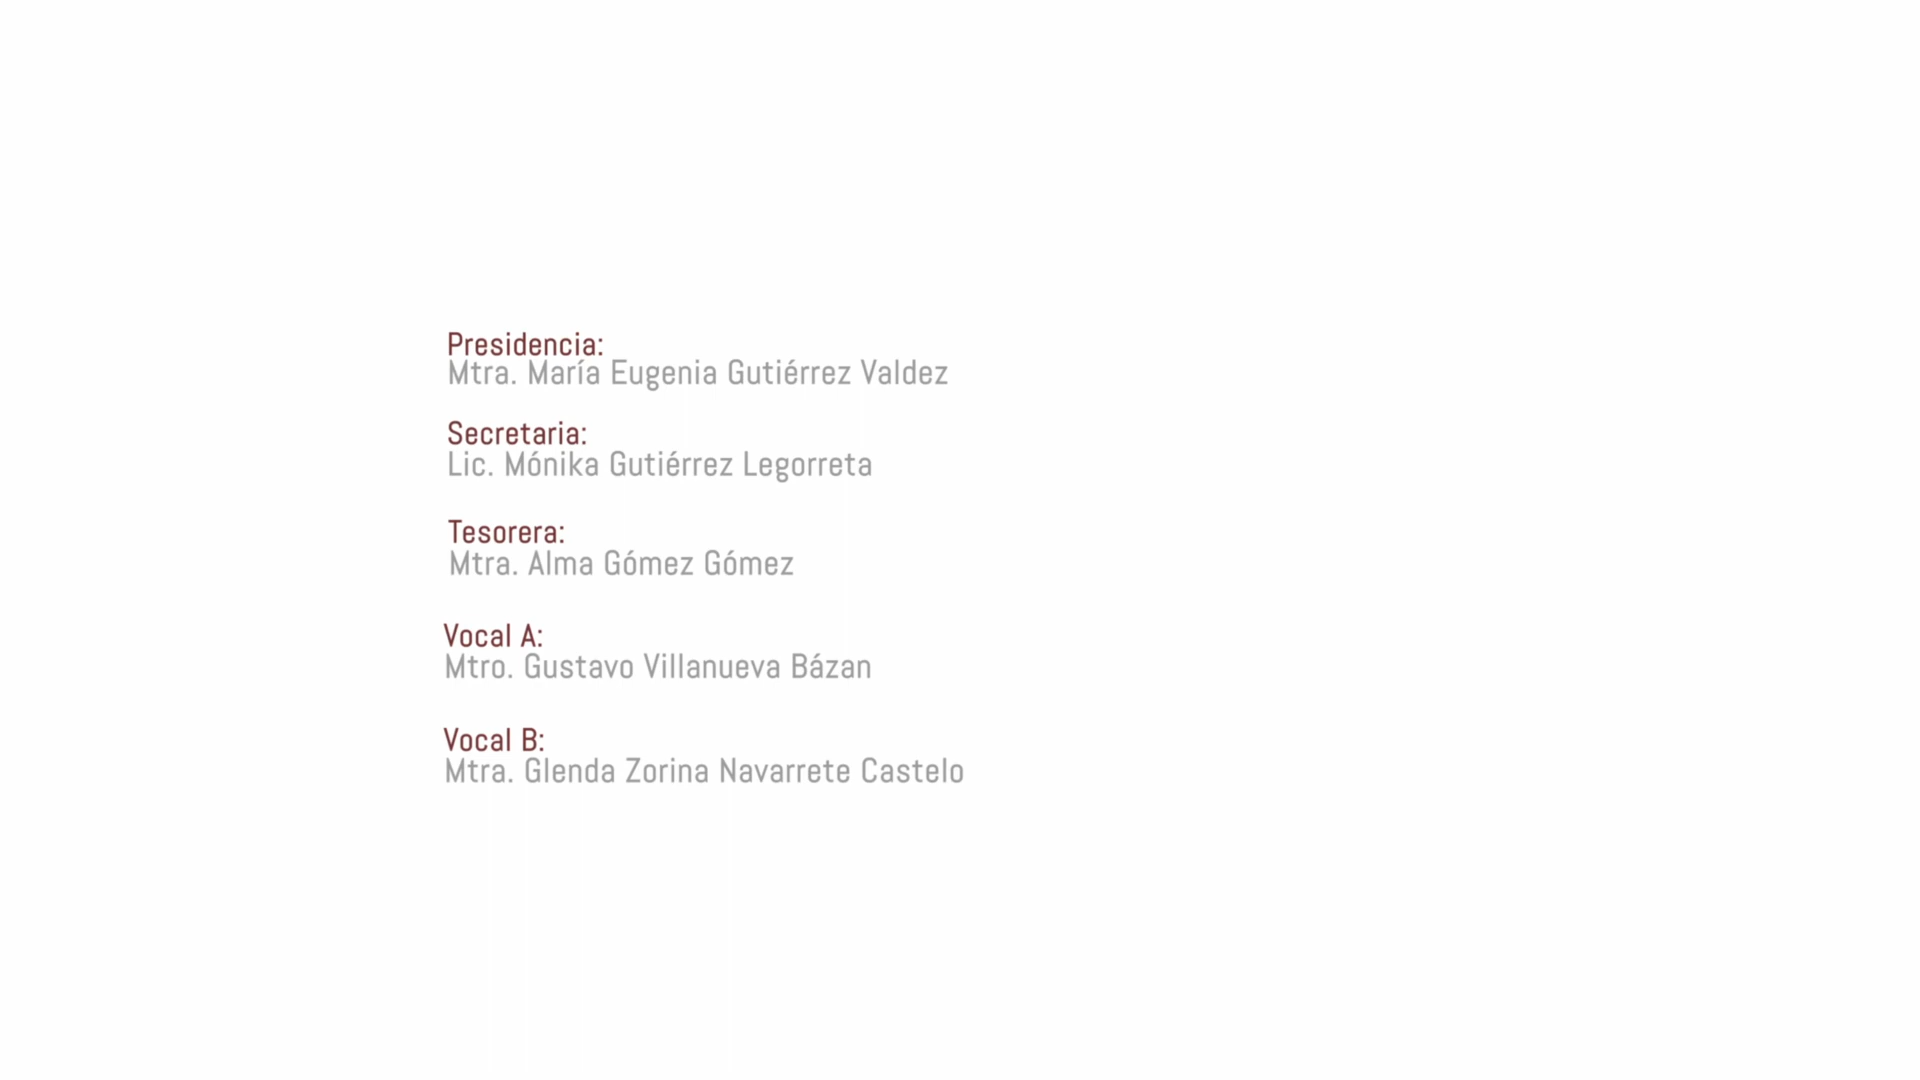 Presidencia:
Mtra. María Eugenia Gutiérrez Valdez
Secretaria:
Lic. Mónika Gutiérrez Legorreta
Tesorera:
Mtra. Alma Gómez Gómez
Vocal A:
Mtro. Gustavo Villanueva Bázan
Vocal B:
Mtra. Glenda Zorina Navarrete Castelo